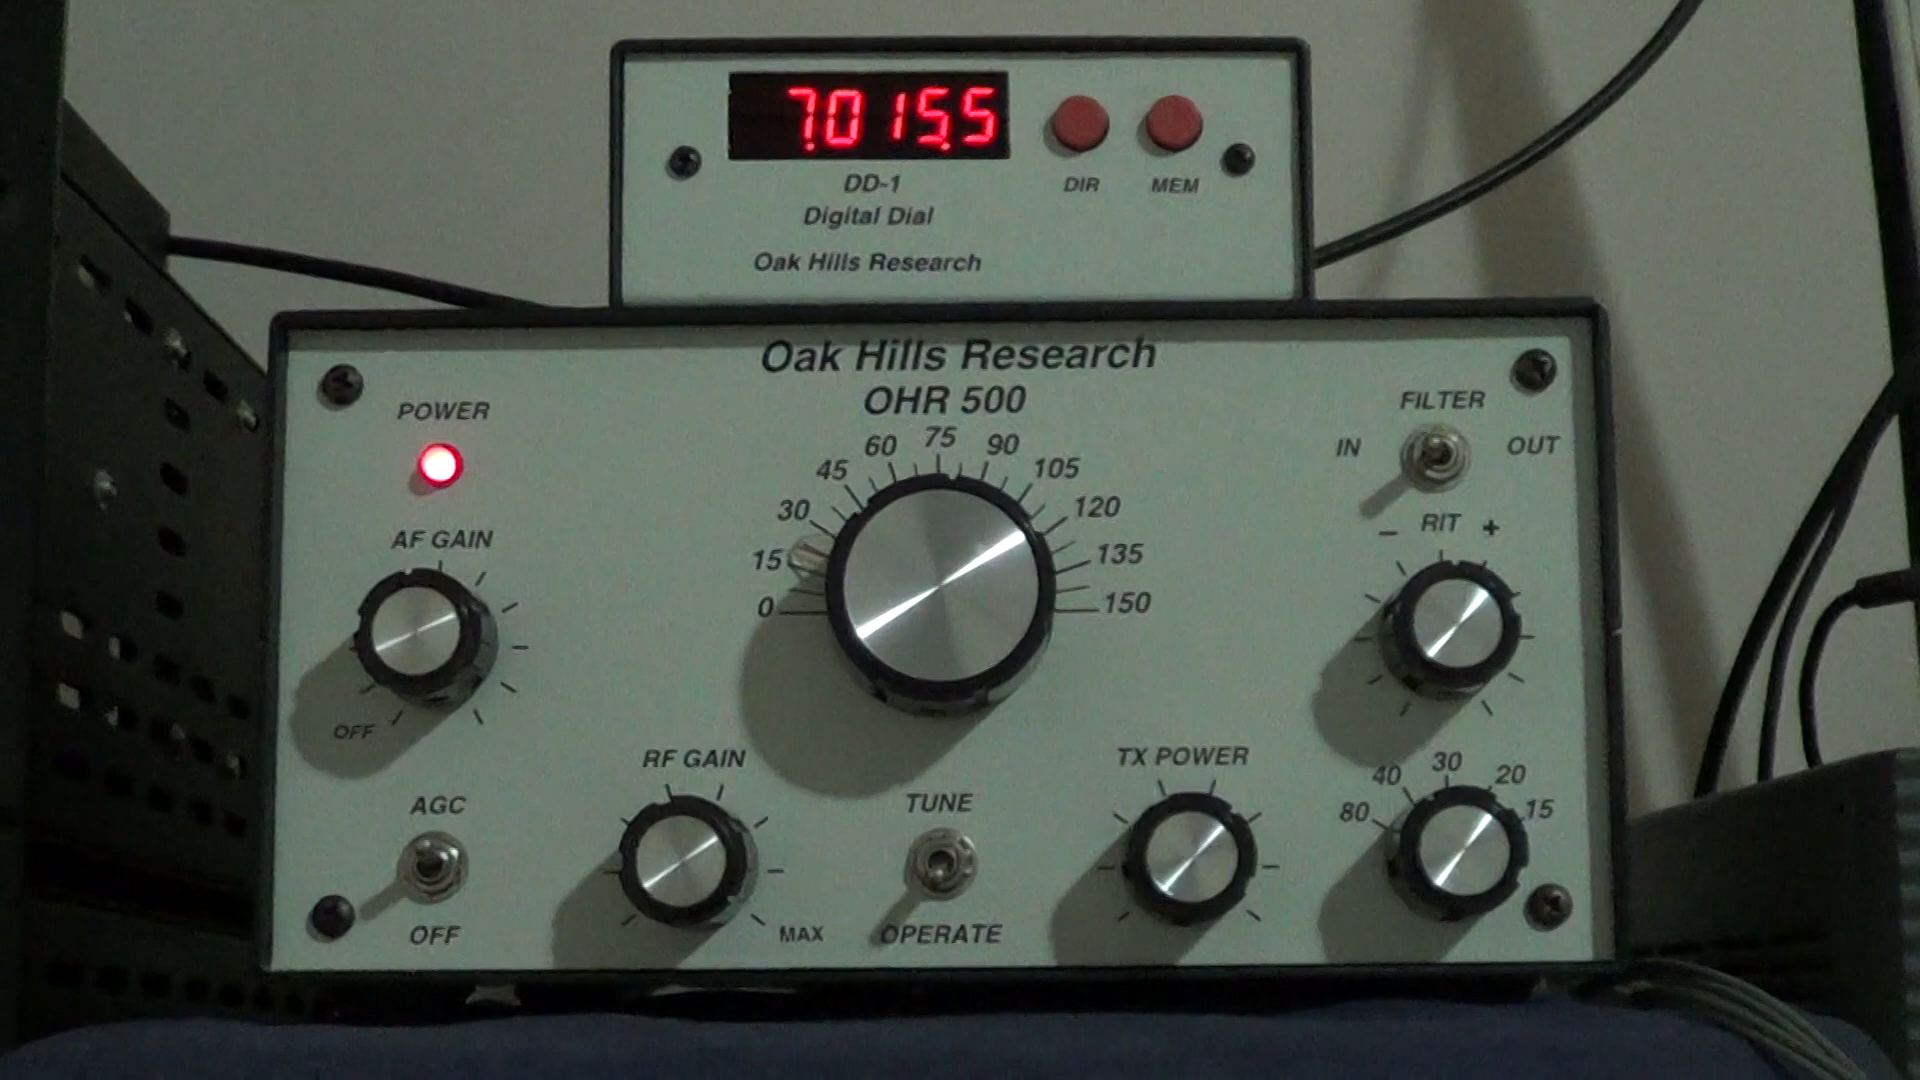 7.015.5
DIR MEM
DD-1
Digital Dial
Oak Hills Research
Oak Hills Research
OHR 500
POWER
FILTER
IN OUT
0 15 30 45 60 75 90 105 120 135 150
AF GAIN
OFF
- RIT +
RF GAIN
MAX
TX POWER
AGC
OFF
TUNE
OPERATE
80 40 30 20 15